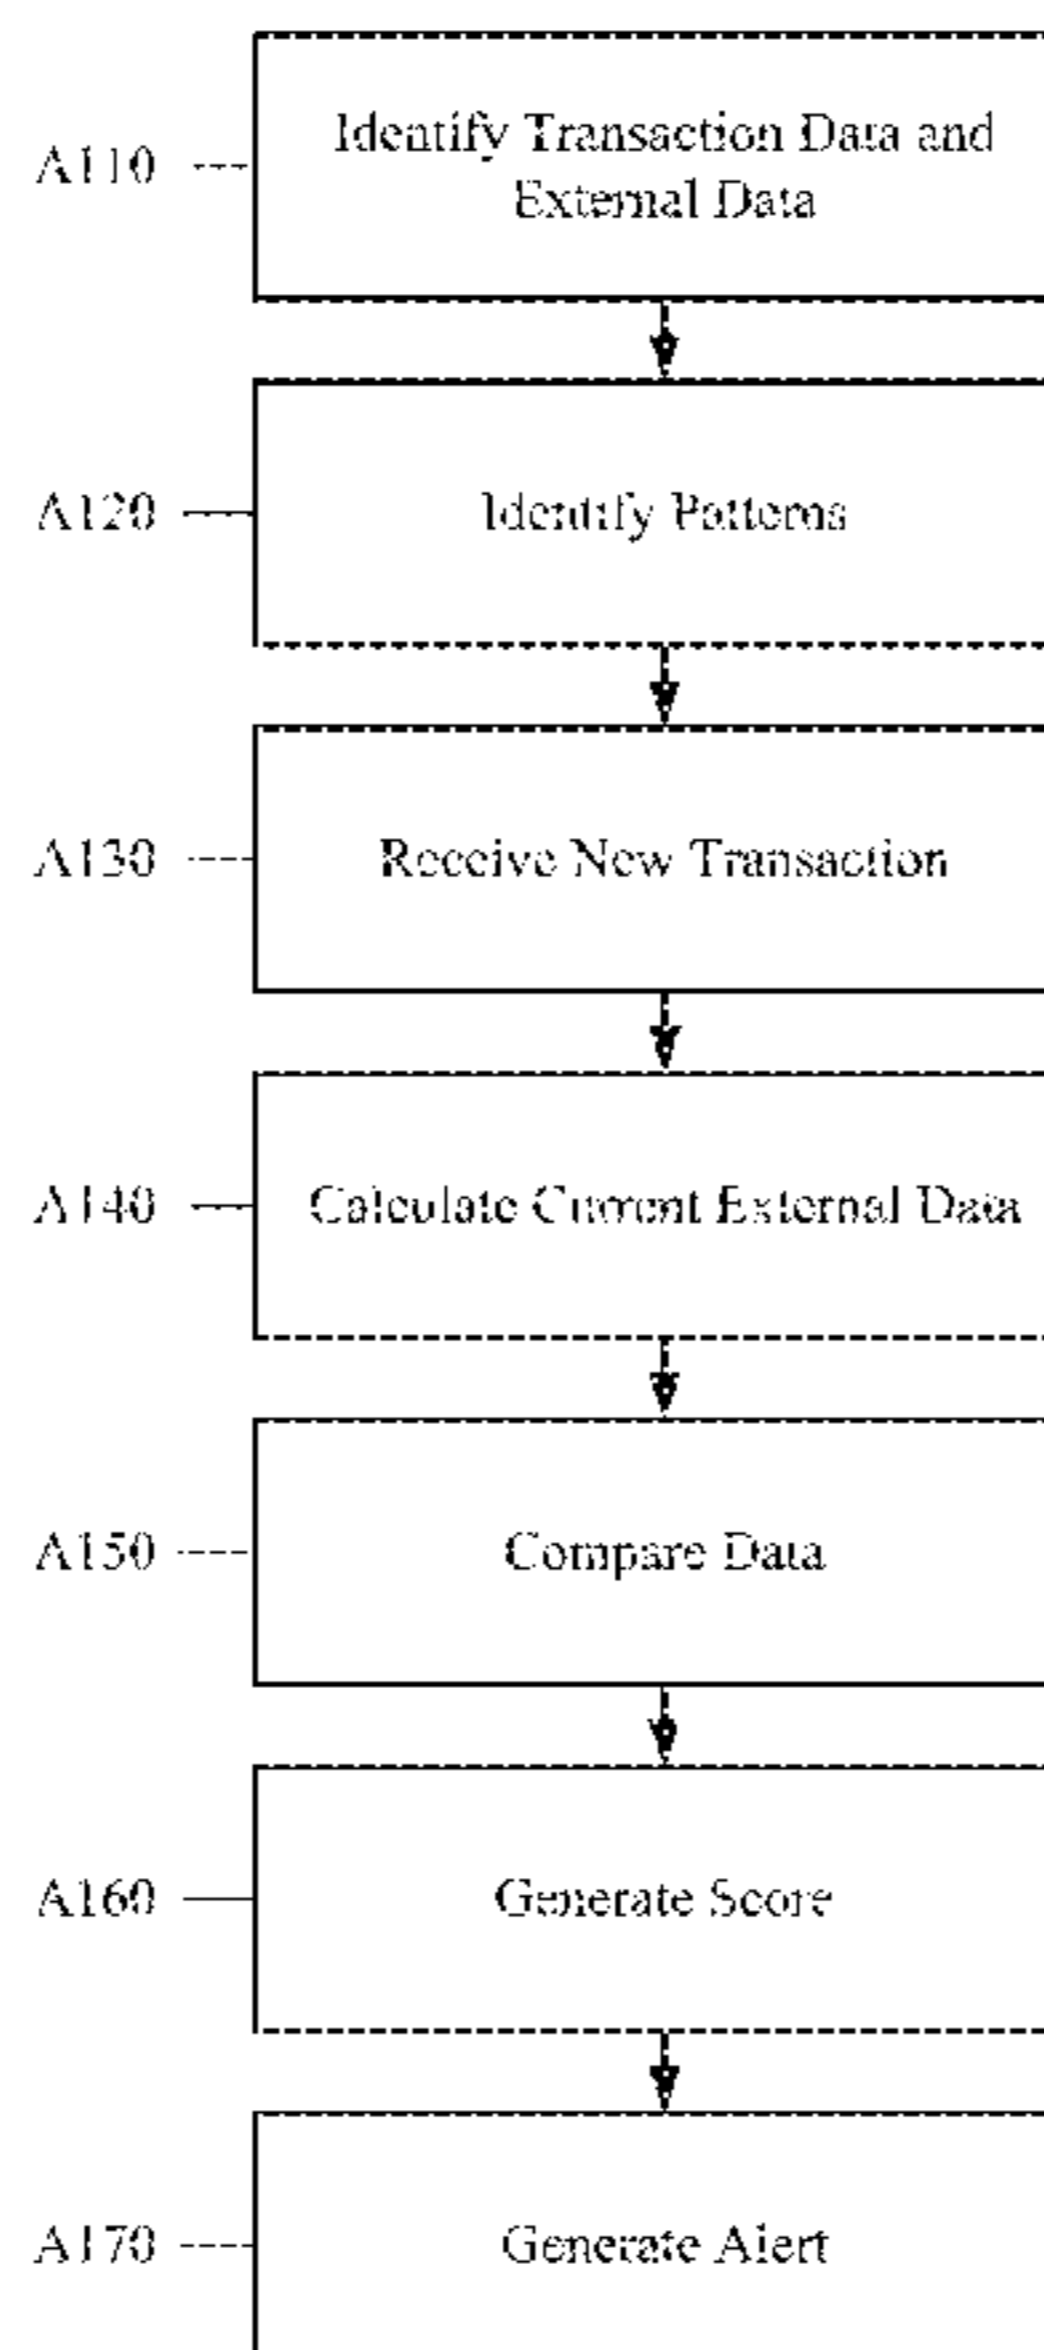 A110
Identify Transaction Data and
External Data
A120
Identify Patterns
A130
Receive New Transaction
A140
Calculate Current External Data
A150
Compare Data
A160
Generate Score
A170
Generate Alert